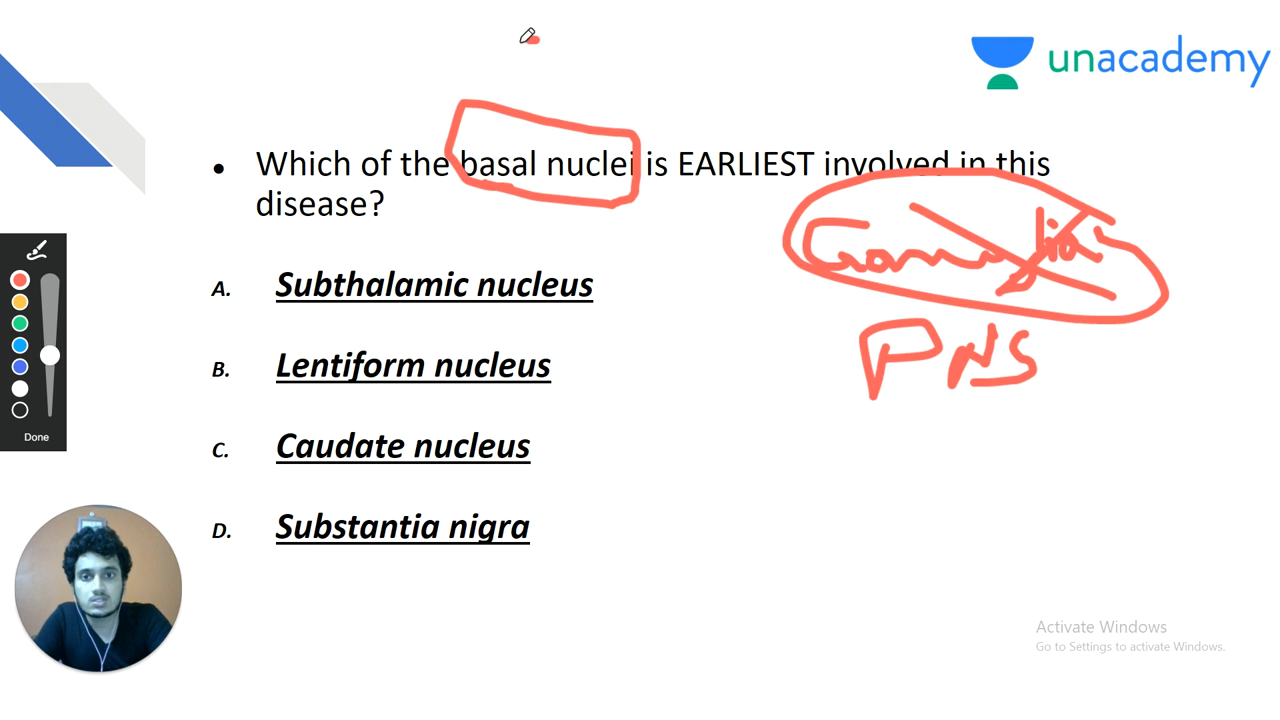 unacademy
• Which of the basal nuclei is EARLIEST involved in this
disease?
A. Subthalamic nucleus
B. Lentiform nucleus
C. Caudate nucleus
D. Substantia nigra
PNS
Done
Activate Windows
Go to Settings to activate Windows.